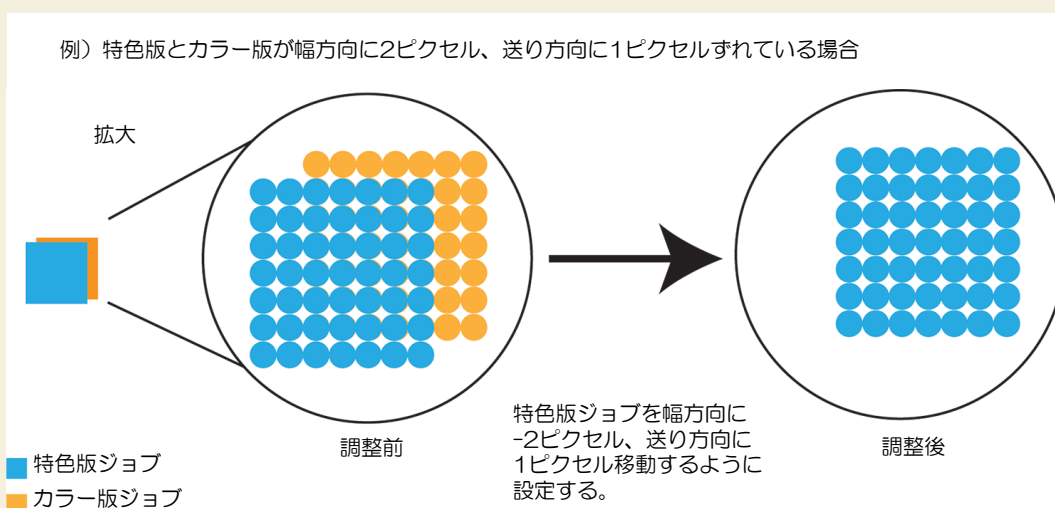 例）特色版とカラー版が幅方向に2ピクセル、送り方向に1ピクセルずれている場合
拡大
調整前
特色版ジョブを幅方向に
-2ピクセル、送り方向に
1ピクセル移動するように
設定する。
調整後
特色版ジョブ
カラー版ジョブ